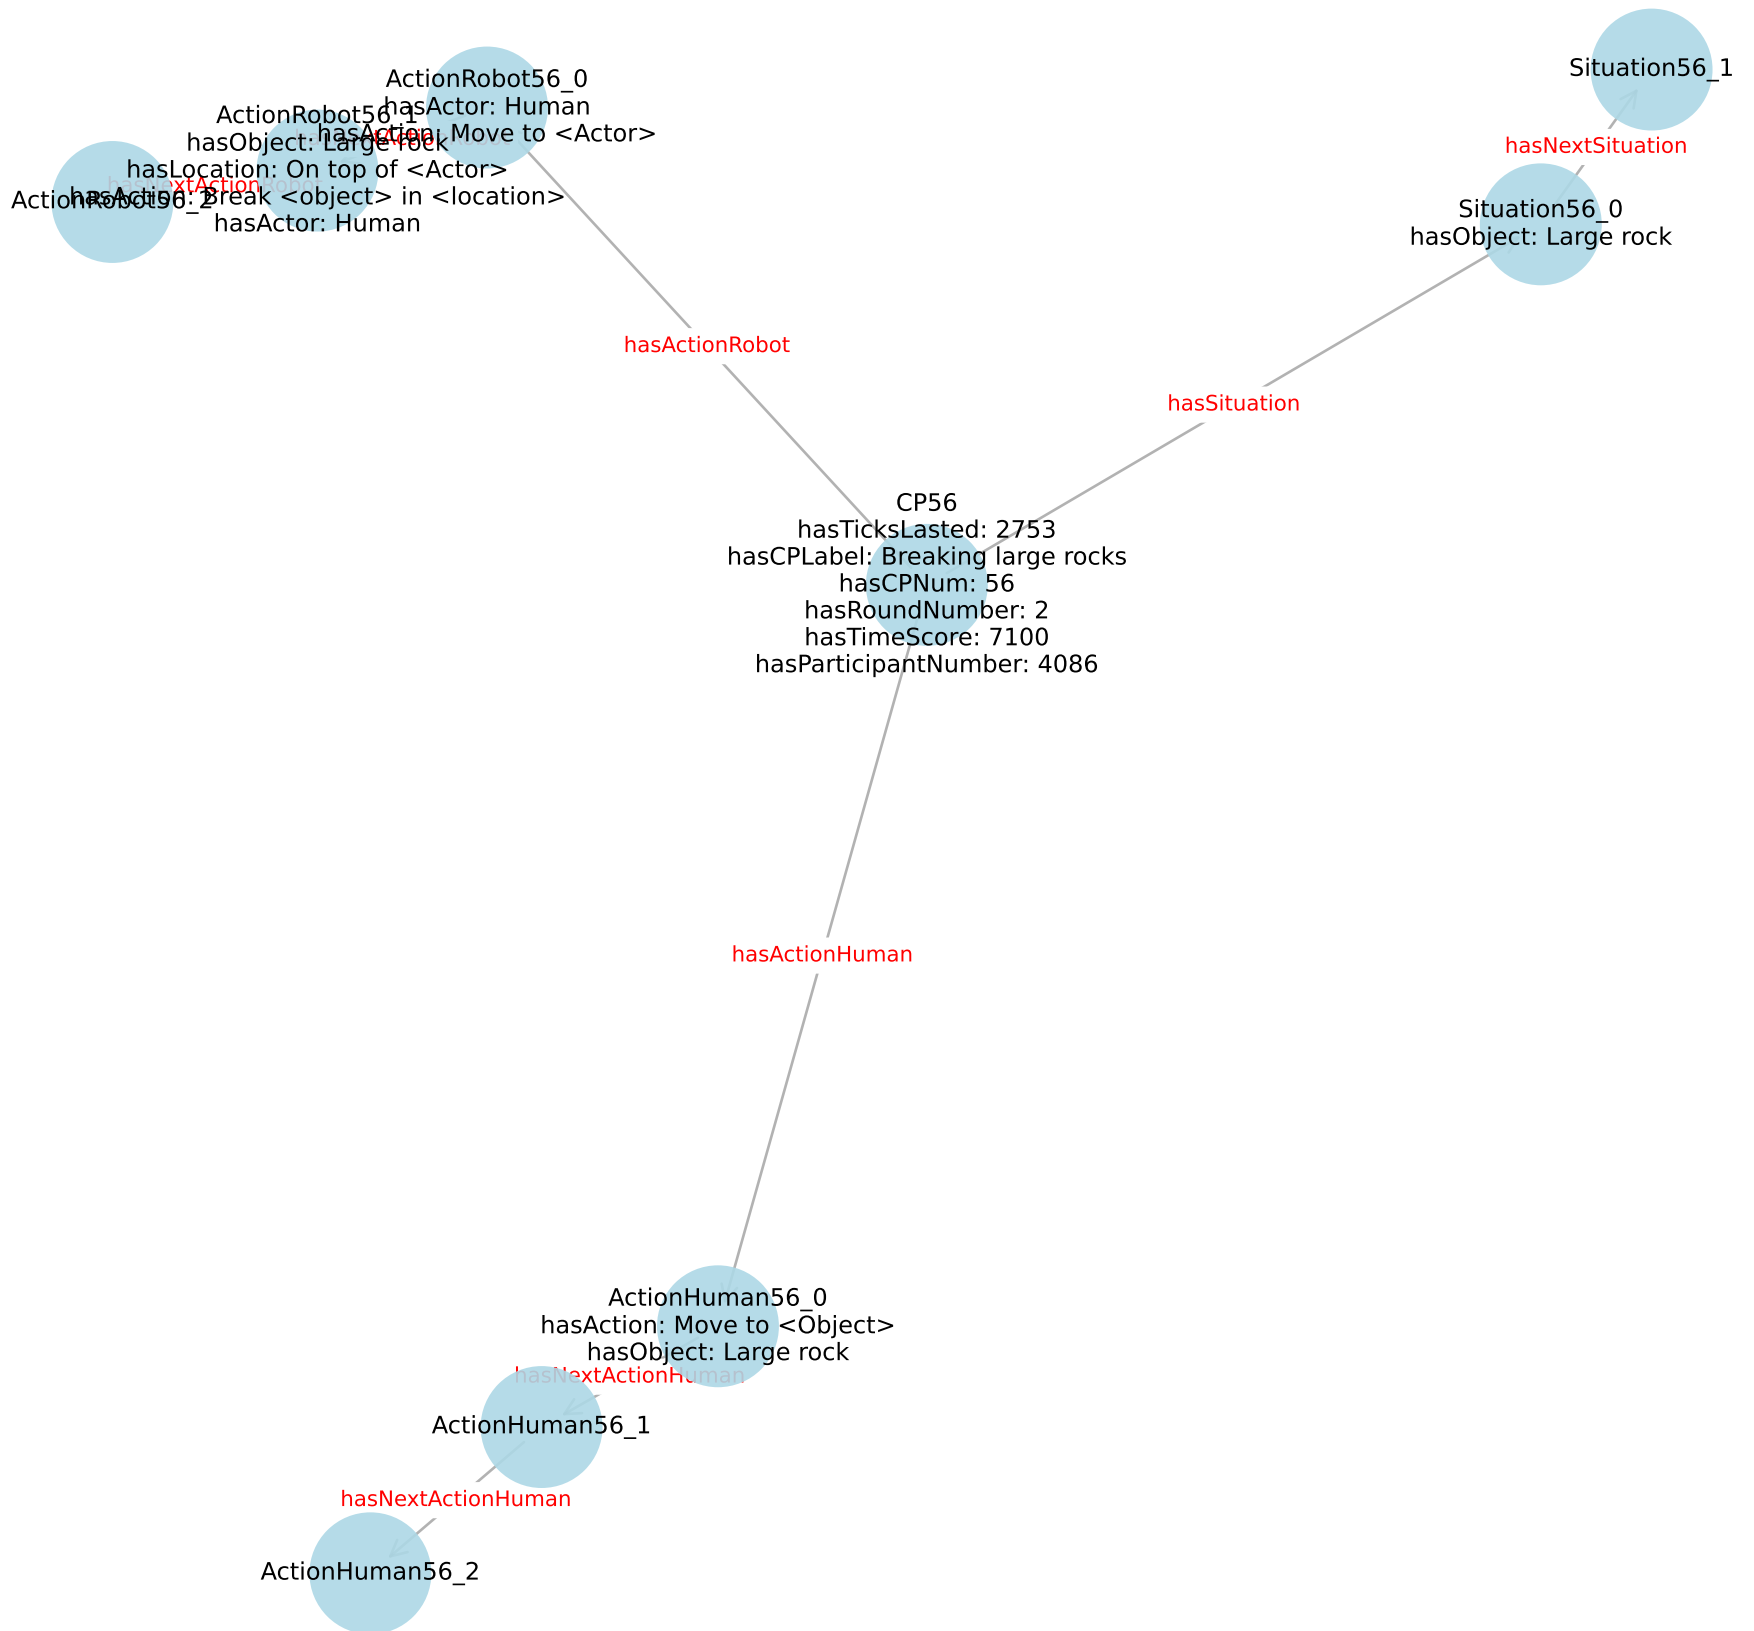 ActionRobot56_0
hasActor: Human
hasAction: Move to <Actor>
hasNextActionRobot
ActionRobot56_1
hasObject: Large rock
hasLocation: On top of <Actor>
hasAction: Break <object> in <location>
hasActor: Human
hasNextActionRobot
ActionRobot56_2
Situation56_1
hasNextSituation
Situation56_0
hasObject: Large rock
hasActionRobot
hasSituation
CP56
hasTicksLasted: 2753
hasCPLabel: Breaking large rocks
hasCPNum: 56
hasRoundNumber: 2
hasTimeScore: 7100
hasParticipantNumber: 4086
hasActionHuman
ActionHuman56_0
hasAction: Move to <Object>
hasObject: Large rock
hasNextActionHuman
ActionHuman56_1
hasNextActionHuman
ActionHuman56_2